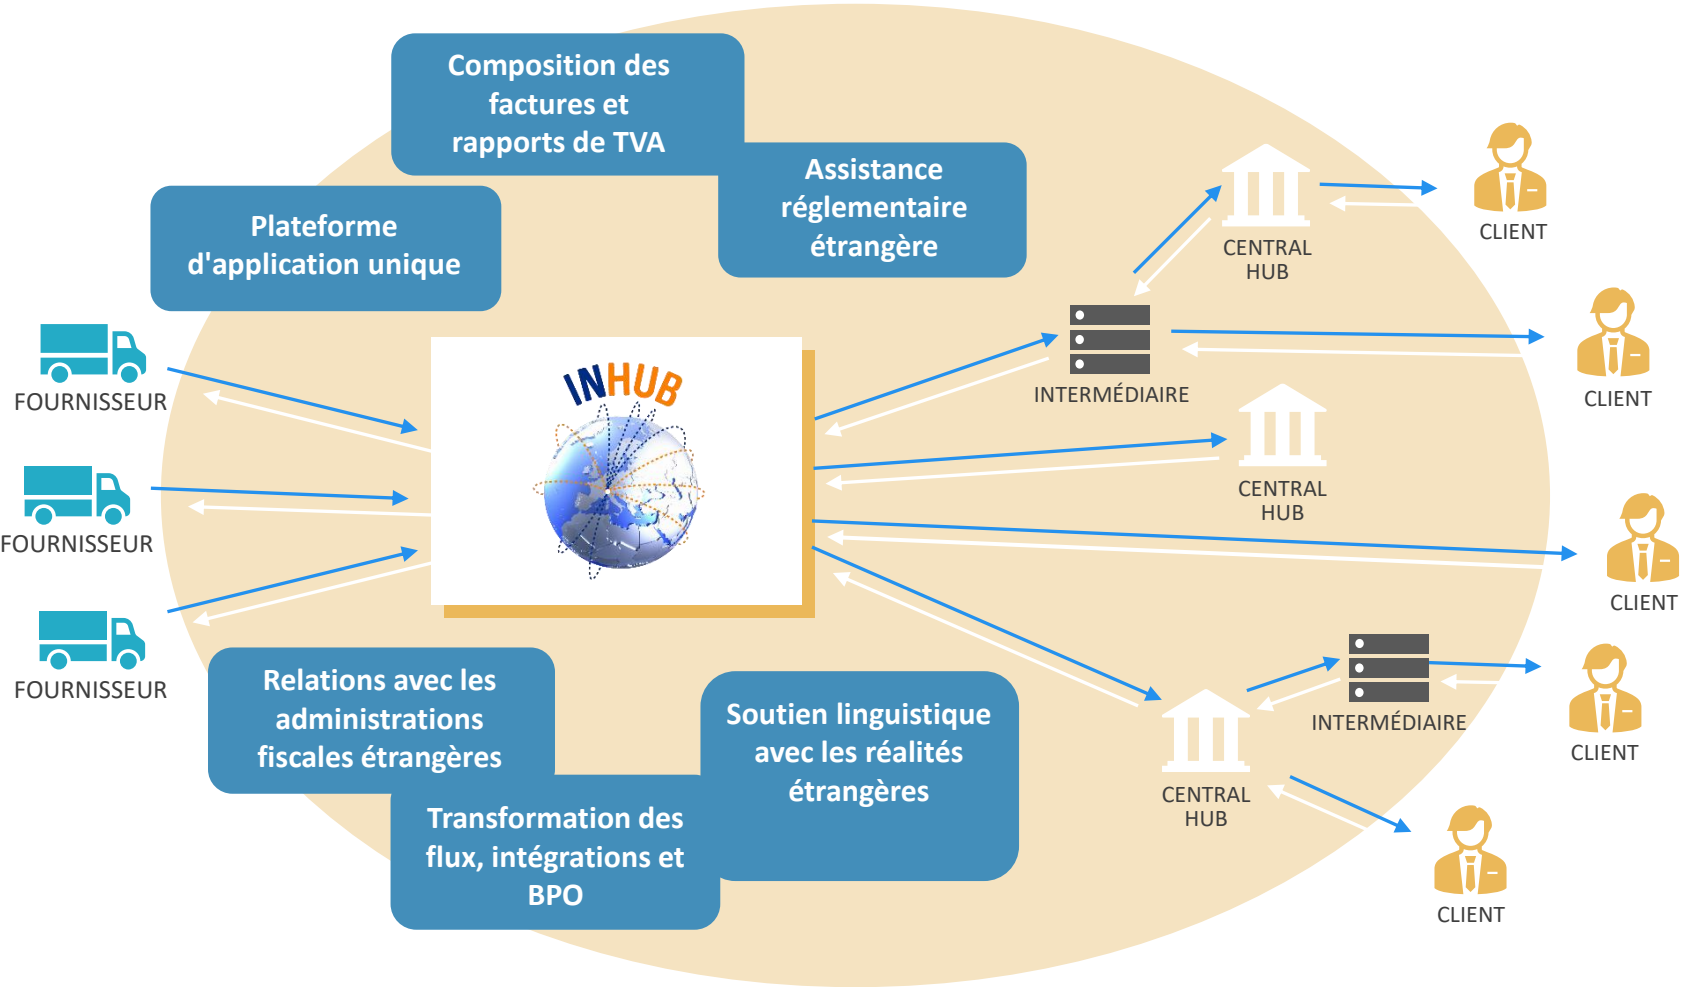 Composition des
factures et
rapports de TVA
Assistance
réglementaire
étrangère
Plateforme
d'application unique
CENTRAL
HUB
CLIENT
FOURNISSEUR
INHUB
INTERMÉDIAIRE
CLIENT
FOURNISSEUR
CENTRAL
HUB
CLIENT
FOURNISSEUR
Relations avec les
administrations
fiscales étrangères
Soutien linguistique
avec les réalités
étrangères
INTERMÉDIAIRE
CLIENT
Transformation des
flux, intégrations et
BPO
CENTRAL
HUB
CLIENT